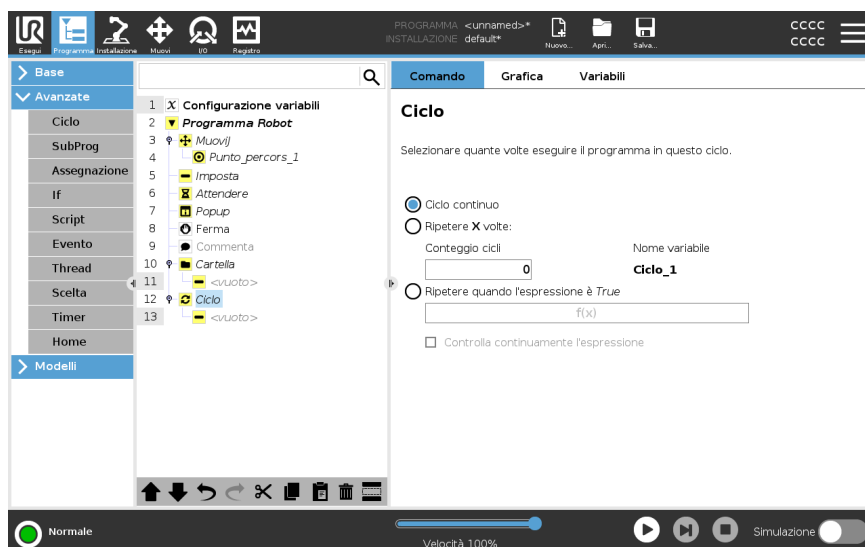 UR
PROGRAMMA <unnamed>*
INSTALLAZIONE default*
Esegui
Programma
Installazione
Muovi
I/O
Registro
Nuovo...
Apri...
Salva...
CCCC
CCCC
Base
Avanzate
Ciclo
SubProg
Assegnazione
If
Script
Evento
Thread
Scelta
Timer
Home
Modelli
1 X Configurazione variabili
2 Programma Robot
3 MuoviJ
4 Punto_percors_1
5 Imposta
6 Attendere
7 Popup
8 Ferma
9 Commenta
10 Cartella
11 <vuoto>
12 Ciclo
13 <vuoto>
Comando
Grafica
Variabili
Ciclo
Selezionare quante volte eseguire il programma in questo ciclo.
Ciclo continuo
Ripetere X volte:
Conteggio cicli
Nome variabile
0
Ciclo_1
Ripetere quando l'espressione è True
f(x)
Controlla continuamente l'espressione
Normale
Velocità 100%
Simulazione